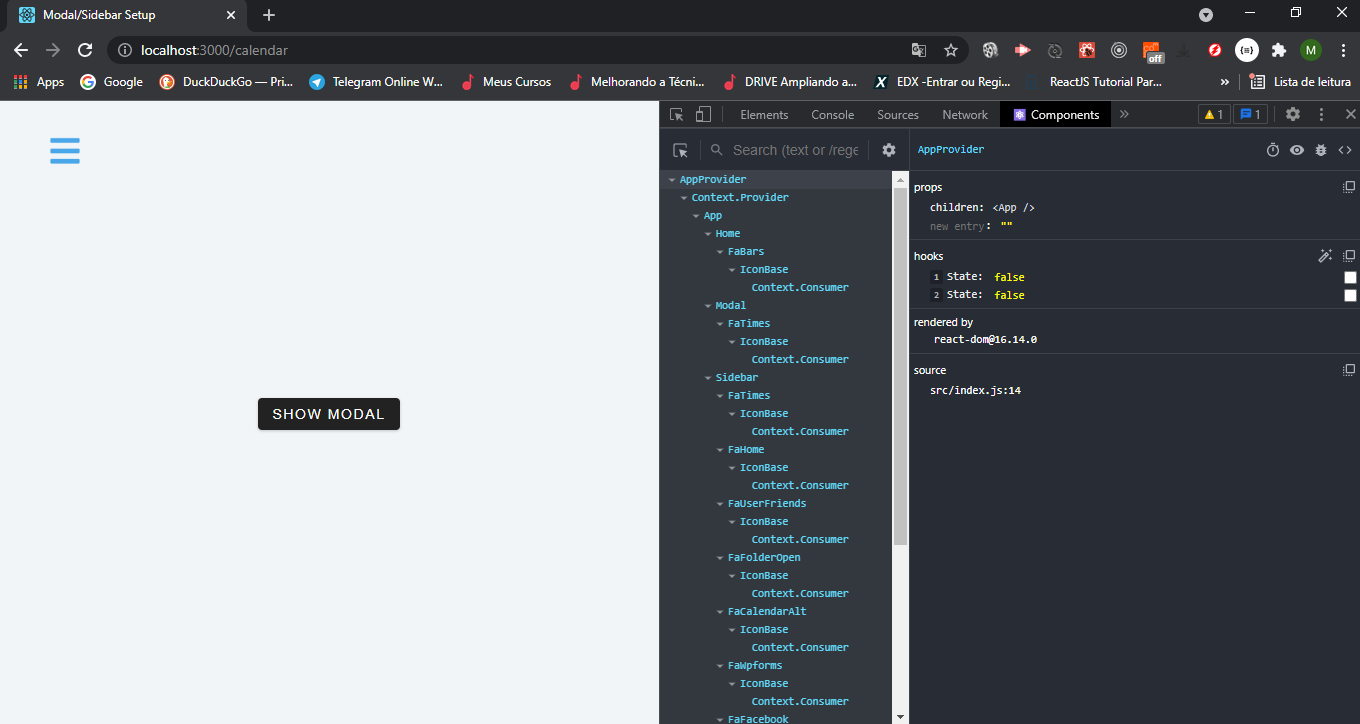 Modal/Sidebar Setup
localhost:3000/calendar
off
M
Apps
Google
DuckDuckGo — Pri...
Telegram Online W...
Meus Cursos
Melhorando a Técni...
DRIVE Ampliando a...
EDX -Entrar ou Regi...
ReactJS Tutorial Par...
»
Lista de leitura
SHOW MODAL
Elements Console Sources Network Components »
1 1
Search (text or /rege
AppProvider
Context.Provider
App
Home
FaBars
IconBase
Context.Consumer
Modal
FaTimes
IconBase
Context.Consumer
Sidebar
FaTimes
IconBase
Context.Consumer
FaHome
IconBase
Context.Consumer
FaUserFriends
IconBase
Context.Consumer
FaFolderOpen
IconBase
Context.Consumer
FaCalendarAlt
IconBase
Context.Consumer
FaWpforms
IconBase
Context.Consumer
FaFacebook
AppProvider
props
children: <App />
new entry: ""
hooks
1 State: false
2 State: false
rendered by
react-dom@16.14.0
source
src/index.js:14